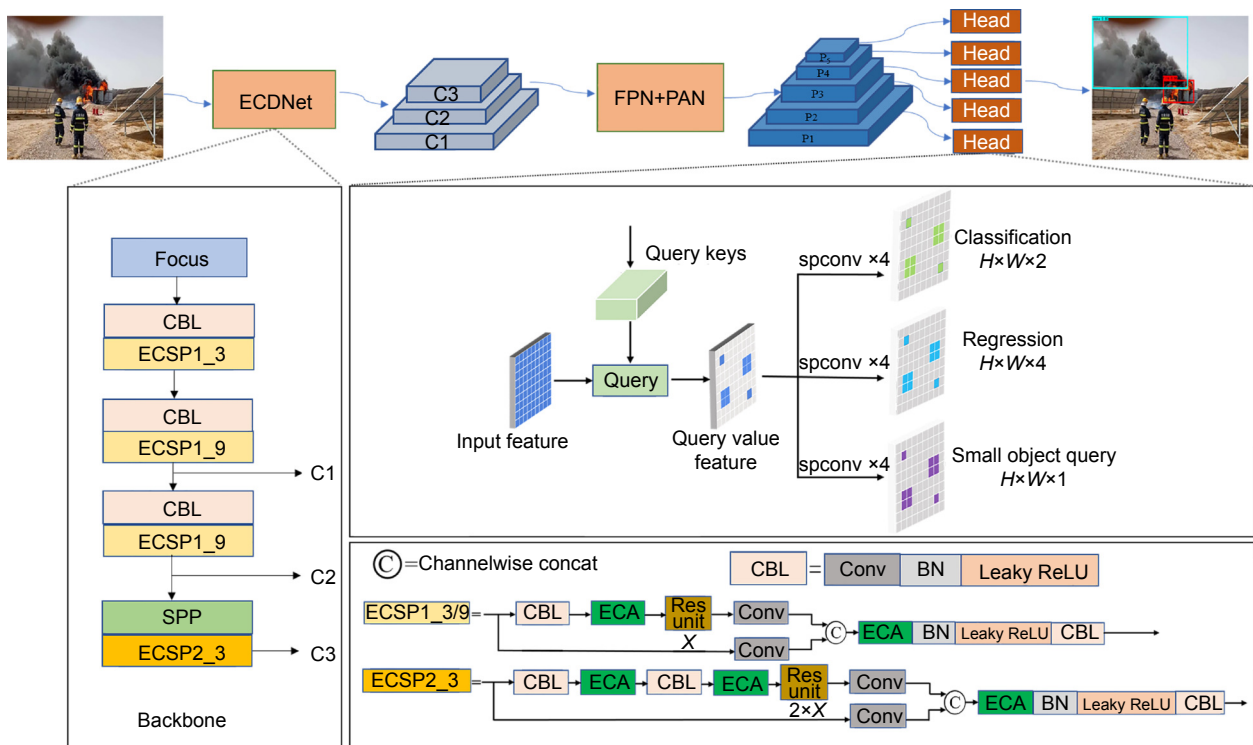 ECDNet
C3
C2
C1
FPN+PAN
P5
P4
P3
P2
P1
Head
Head
Head
Head
Head
Focus
CBL
ECSP1_3
CBL
ECSP1_9
C1
CBL
ECSP1_9
C2
SPP
ECSP2_3
C3
Backbone
Query keys
Query
Input feature
Query value
feature
spconv ×4
Classification
H×W×2
spconv ×4
Regression
H×W×4
spconv ×4
Small object query
H×W×1
C =Channelwise concat
CBL = Conv BN Leaky ReLU
ECSP1_3/9 = CBL ECA Res unit Conv
X
Conv
C ECA BN Leaky ReLU CBL
ECSP2_3 = CBL ECA CBL ECA Res unit Conv
2×X
Conv
C ECA BN Leaky ReLU CBL